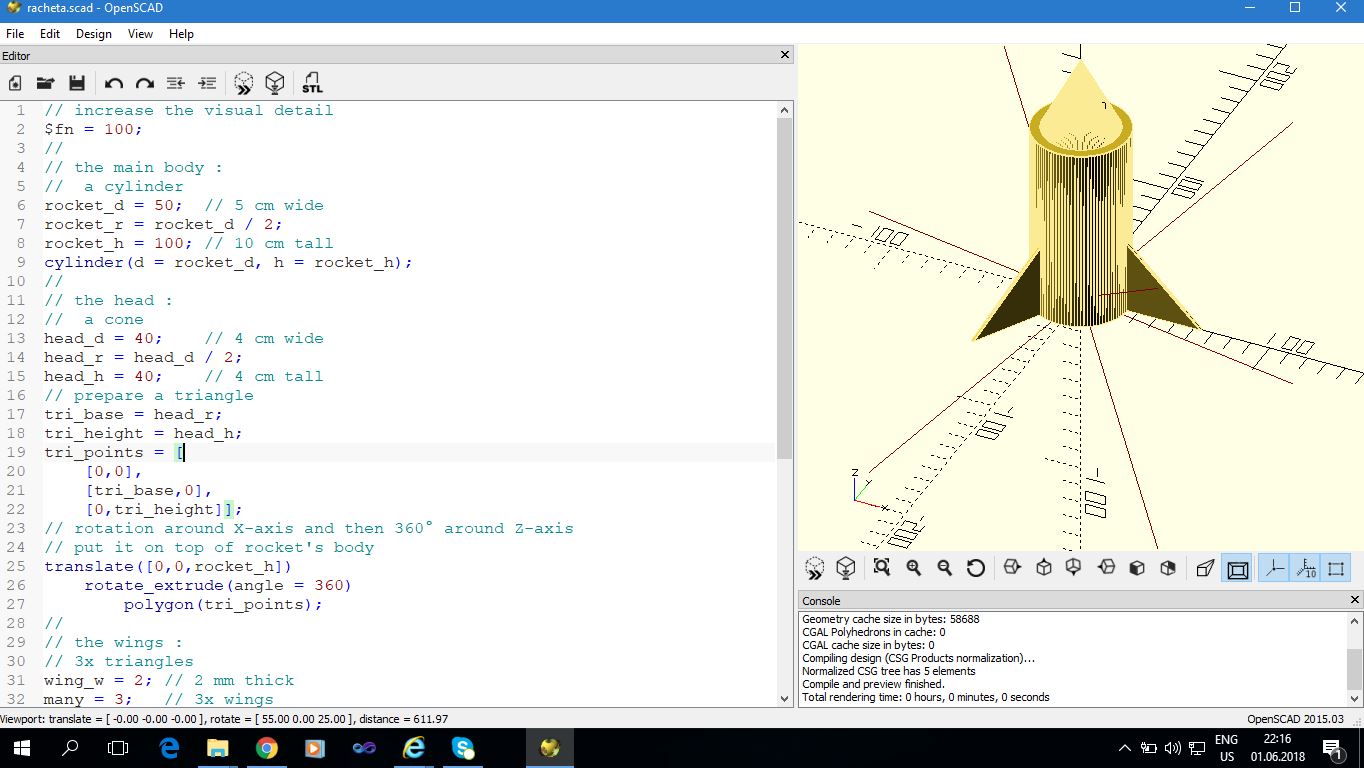 racheta.scad - OpenSCAD
File Edit Design View Help
Editor
STL
1 // increase the visual detail
2 $fn = 100;
3 //
4 // the main body :
5 //  a cylinder
6 rocket_d = 50;  // 5 cm wide
7 rocket_r = rocket_d / 2;
8 rocket_h = 100; // 10 cm tall
9 cylinder(d = rocket_d, h = rocket_h);
10 //
11 // the head :
12 //  a cone
13 head_d = 40;    // 4 cm wide
14 head_r = head_d / 2;
15 head_h = 40;    // 4 cm tall
16 // prepare a triangle
17 tri_base = head_r;
18 tri_height = head_h;
19 tri_points = [
20     [0,0],
21     [tri_base,0],
22     [0,tri_height]];
23 // rotation around X-axis and then 360° around Z-axis
24 // put it on top of rocket's body
25 translate([0,0,rocket_h])
26     rotate_extrude(angle = 360)
27         polygon(tri_points);
28 //
29 // the wings :
30 // 3x triangles
31 wing_w = 2; // 2 mm thick
32 many = 3;   // 3x wings
100
-100
100
-100
z
y
x
10
Console
Geometry cache size in bytes: 58688
CGAL Polyhedrons in cache: 0
CGAL cache size in bytes: 0
Compiling design (CSG Products normalization)...
Normalized CSG tree has 5 elements
Compile and preview finished.
Total rendering time: 0 hours, 0 minutes, 0 seconds
Viewport: translate = [ -0.00 -0.00 -0.00 ], rotate = [ 55.00 0.00 25.00 ], distance = 611.97
OpenSCAD 2015.03
ENG
US
22:16
01.06.2018
1